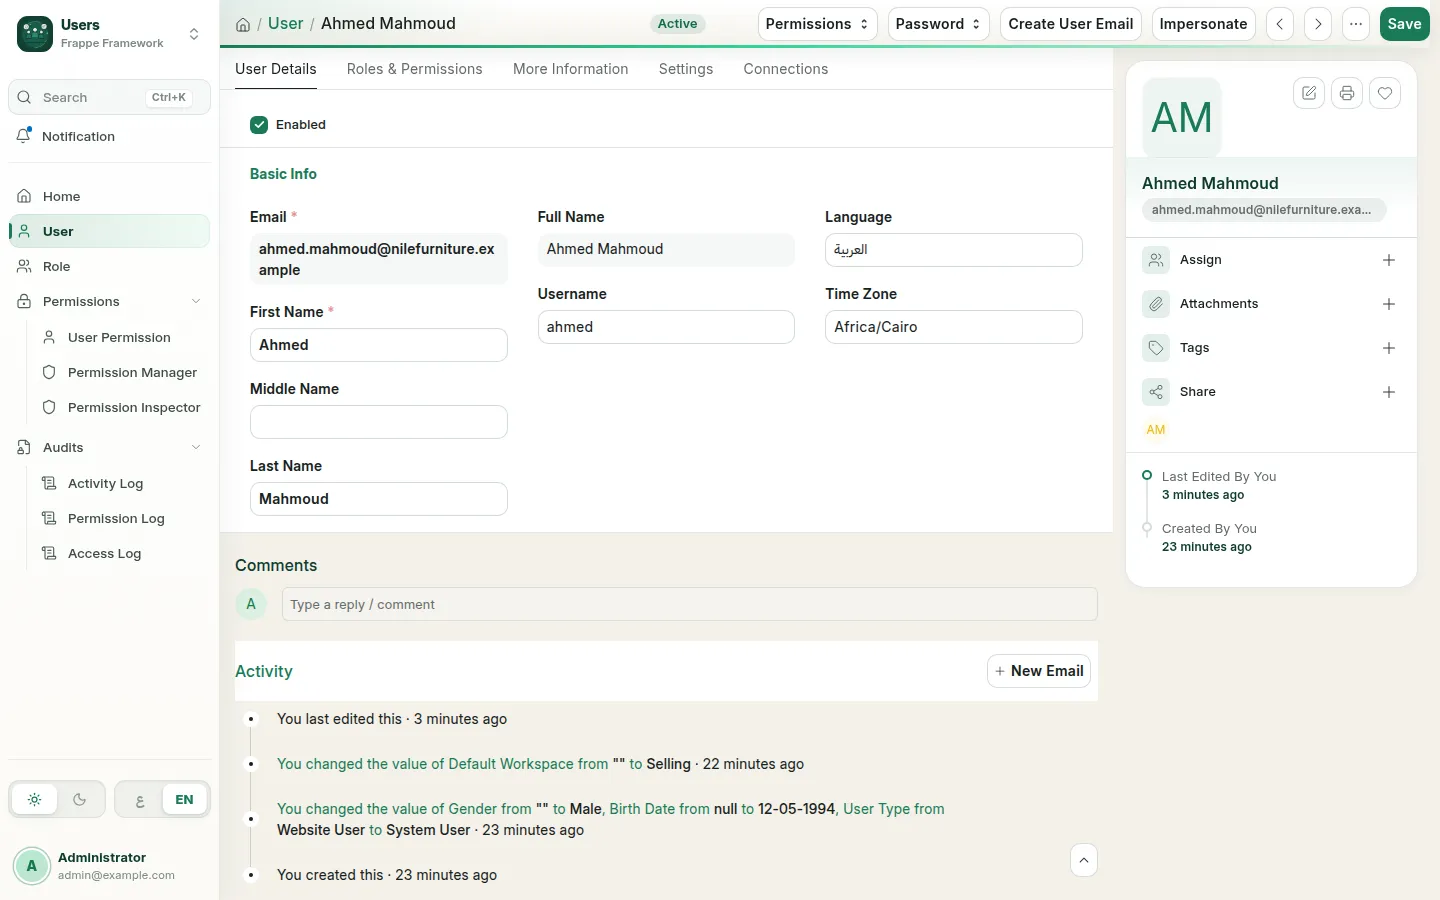 Users
Frappe Framework
Search
Ctrl+K
Notification
Home
User
Role
Permissions
User Permission
Permission Manager
Permission Inspector
Audits
Activity Log
Permission Log
Access Log
ع
EN
A
Administrator
admin@example.com
/ User / Ahmed Mahmoud
Active
Permissions
Password
Create User Email
Impersonate
Save
User Details
Roles & Permissions
More Information
Settings
Connections
Enabled
Basic Info
Email *
ahmed.mahmoud@nilefurniture.ex
ample
First Name *
Ahmed
Middle Name
Last Name
Mahmoud
Full Name
Ahmed Mahmoud
Username
ahmed
Language
العربية
Time Zone
Africa/Cairo
Comments
A
Type a reply / comment
Activity
New Email
You last edited this · 3 minutes ago
You changed the value of Default Workspace from "" to Selling · 22 minutes ago
You changed the value of Gender from "" to Male, Birth Date from null to 12-05-1994, User Type from
Website User to System User · 23 minutes ago
You created this · 23 minutes ago
AM
Ahmed Mahmoud
ahmed.mahmoud@nilefurniture.exa...
Assign
Attachments
Tags
Share
AM
Last Edited By You
3 minutes ago
Created By You
23 minutes ago